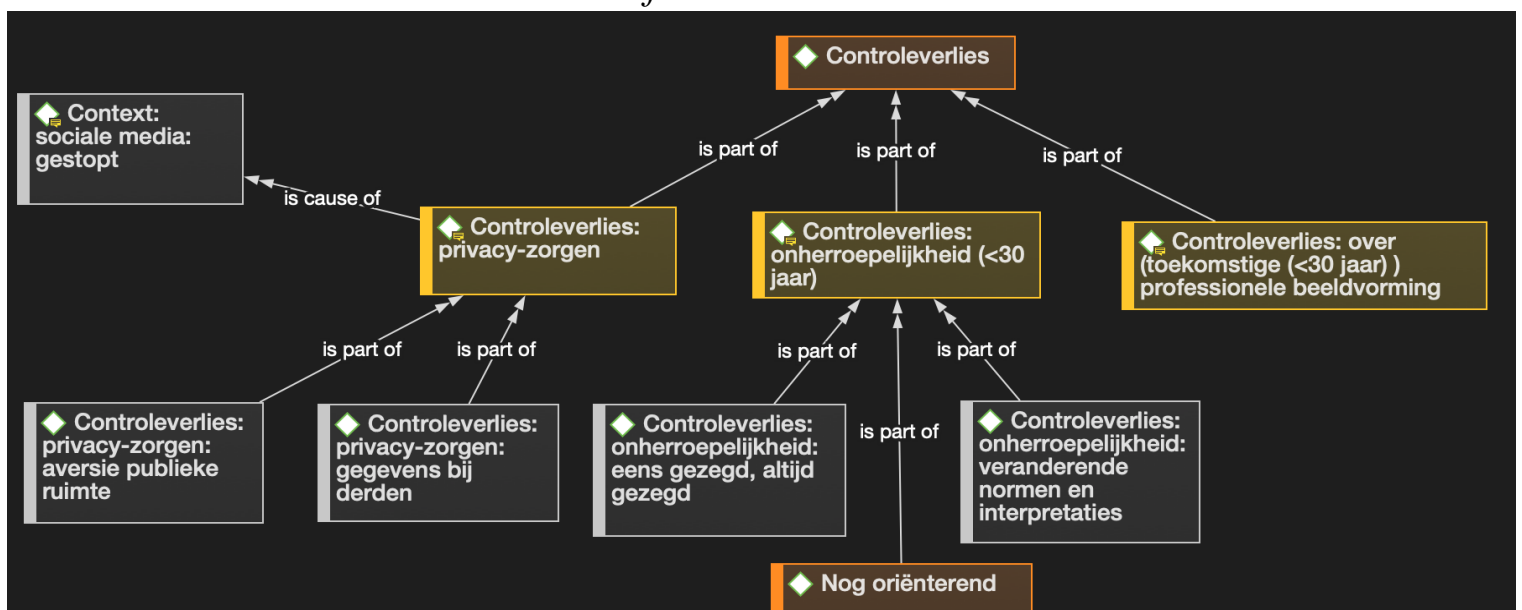 Controleverlies
Context:
sociale media:
gestopt
is part of
is part of
is part of
is cause of
Controleverlies:
privacy-zorgen
Controleverlies:
onherroepelijkheid (<30
jaar)
Controleverlies: over
(toekomstige (<30 jaar) )
professionele beeldvorming
is part of
is part of
is part of
is part of
is part of
Controleverlies:
privacy-zorgen:
aversie publieke
ruimte
Controleverlies:
privacy-zorgen:
gegevens bij
derden
Controleverlies:
onherroepelijkheid:
eens gezegd, altijd
gezegd
Controleverlies:
onherroepelijkheid:
veranderende
normen en
interpretaties
Nog oriënterend